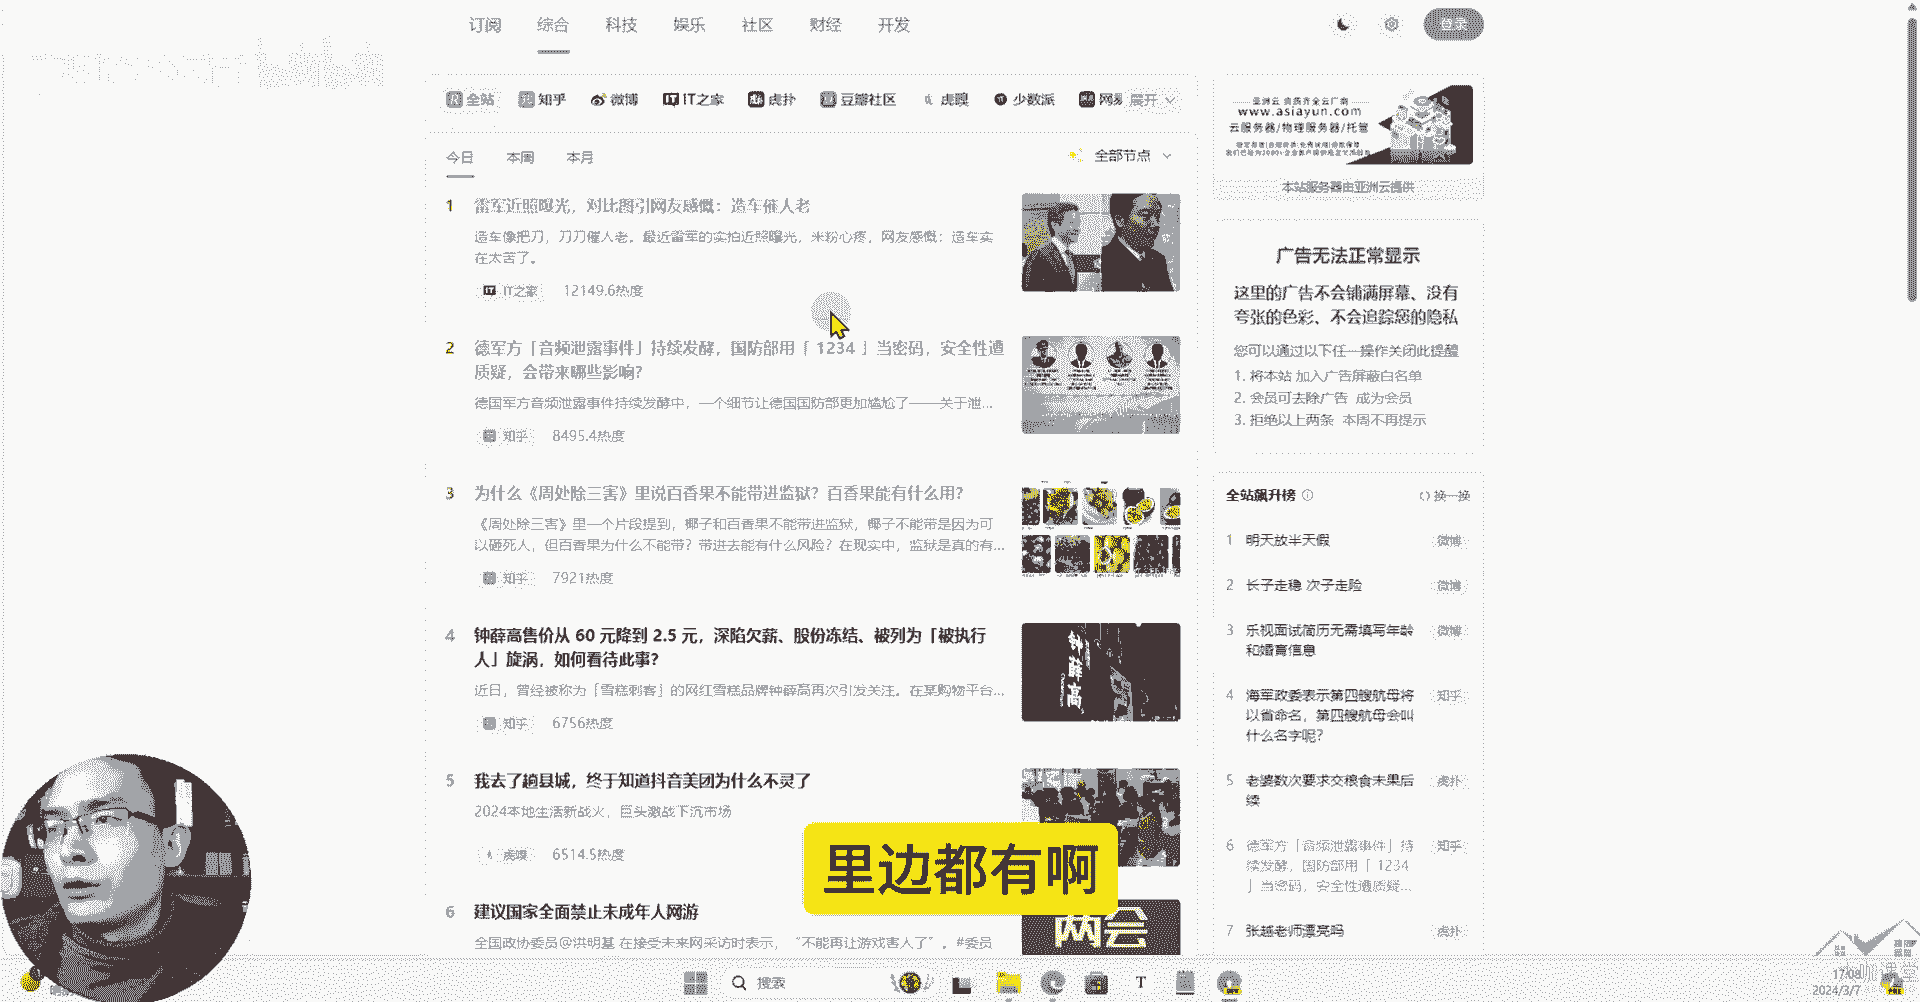 订阅 综合 科技 娱乐 社区 财经 开发
登录
全站 知乎 微博 IT之家 虎扑 豆瓣社区 虎嗅 少数派 展开
今日 本周 本月
全部节点
1 雷军近照曝光，对比图引网友感慨：造车催人老
造车像把刀，刀刀催人老。最近雷军的实拍近照曝光，米粉心疼，网友感慨：造车实
在太苦了。
IT之家 12149.6热度
2 德军方「音频泄露事件」持续发酵，国防部用「 1234 」当密码，安全性遭
质疑，会带来哪些影响？
德国军方音频泄露事件持续发酵中，一个细节让德国国防部更加尴尬了——关于泄...
知乎 8495.4热度
3 为什么《周处除三害》里说百香果不能带进监狱？百香果能有什么用？
《周处除三害》里一个片段提到，椰子和百香果不能带进监狱，椰子不能带是因为可
以砸死人，但百香果为什么不能带？带进去能有什么风险？在现实中，监狱是真的有...
知乎 7921热度
4 钟薛高售价从 60 元降到 2.5 元，深陷欠薪、股份冻结、被列为「被执行
人」旋涡，如何看待此事？
近日，曾经被称为「雪糕刺客」的网红雪糕品牌钟薛高再次引发关注。在某购物平台...
知乎 6756热度
钟薛高
5 我去了趟县城，终于知道抖音美团为什么不灵了
2024本地生活新战火，巨头激战下沉市场
虎嗅 6514.5热度
6 建议国家全面禁止未成年人网游
全国政协委员@洪明基 在接受未来网采访时表示，“不能再让游戏害人了”。#委员
两会
里边都有啊
www.asiayun.com
云服务器/物理服务器/托管
本站服务器由亚洲云提供
广告无法正常显示
这里的广告不会铺满屏幕、没有
夸张的色彩、不会追踪您的隐私
您可以通过以下任一操作关闭此提醒
1. 将本站 加入广告屏蔽白名单
2. 会员可去除广告 成为会员
3. 拒绝以上两条 本周不再提示
全站飙升榜 换一换
1 明天放半天假 微博
2 长子走稳 次子走险 微博
3 乐视面试简历无需填写年龄 微博
和婚育信息
4 海军政委表示第四艘航母将 知乎
以省命名，第四艘航母会叫
什么名字呢？
5 老婆数次要求交粮食未果后 虎扑
续
6 德军方「音频泄露事件」持 知乎
续发酵，国防部用「 1234
」当密码，安全性遭质疑...
7 张越老师漂亮吗 虎扑
搜索
17:08
2024/3/7